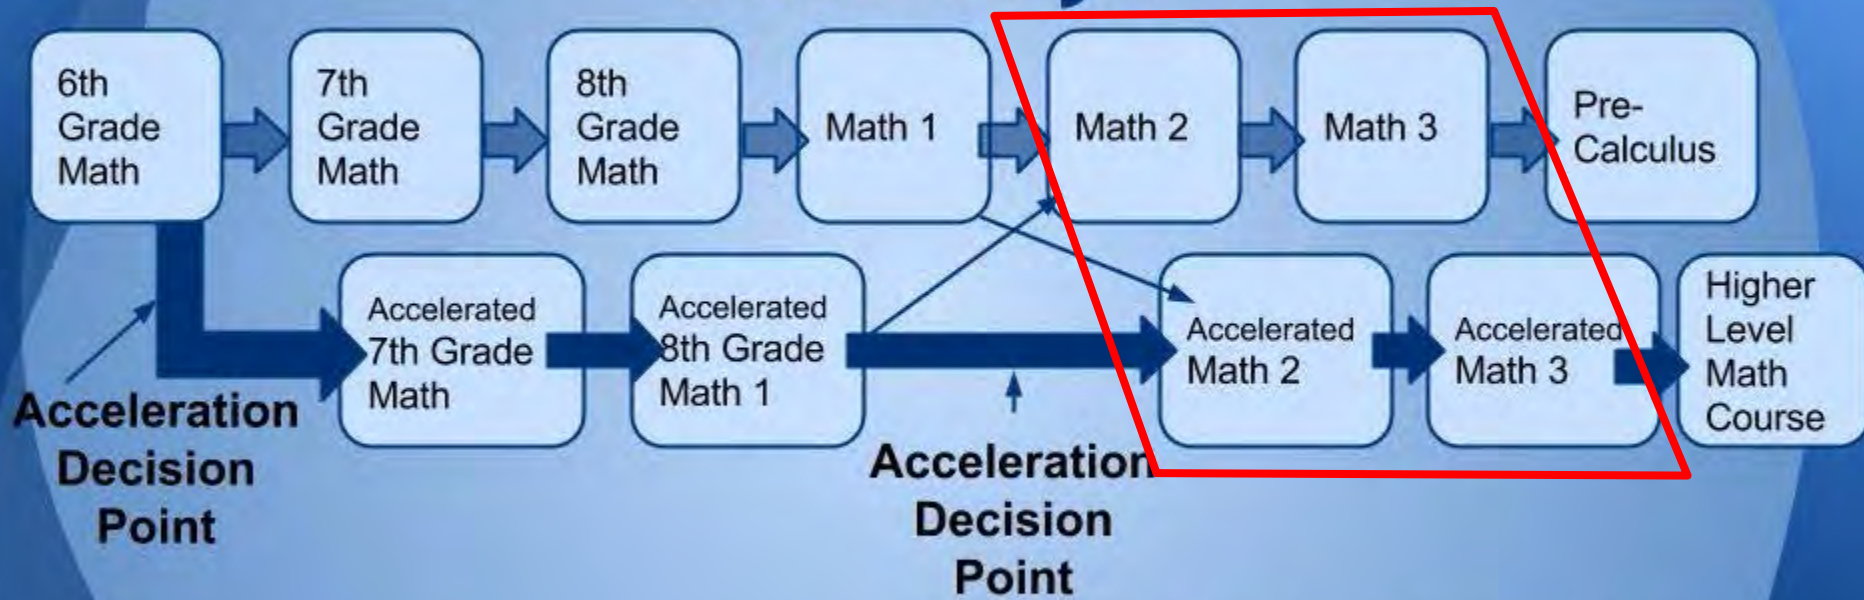 6th
Grade
Math
7th
Grade
Math
8th
Grade
Math
Math 1
Math 2
Math 3
Pre-
Calculus
Accelerated
7th Grade
Math
Accelerated
8th Grade
Math 1
Accelerated
Math 2
Accelerated
Math 3
Higher
Level
Math
Course
Acceleration
Decision
Point
Acceleration
Decision
Point